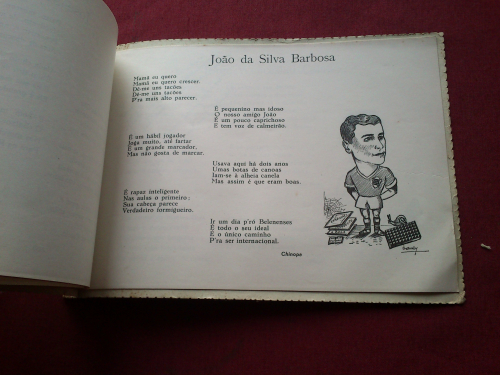 João da Silva Barbosa
Mamã eu quero
Mamã eu quero crescer.
Dê-me uns tacões
Dê-me uns tacões
P'ra mais alto parecer.
É pequenino mas idoso
O nosso amigo João
É um pouco caprichoso
E tem voz de calmeirão.
É um hábil jogador
Joga muito, até fartar
É um grande marcador,
Mas não gosta de marcar.
Usava aqui há dois anos
Umas botas de canoas
Iam-se à alheia canela
Mas assim é que eram boas.
É rapaz inteligente
Nas aulas o primeiro;
Sua cabeça parece
Verdadeiro formigueiro.
Ir um dia p'ró Belenenses
É todo o seu ideal
É o único caminho
P'ra ser internacional.
Chinope